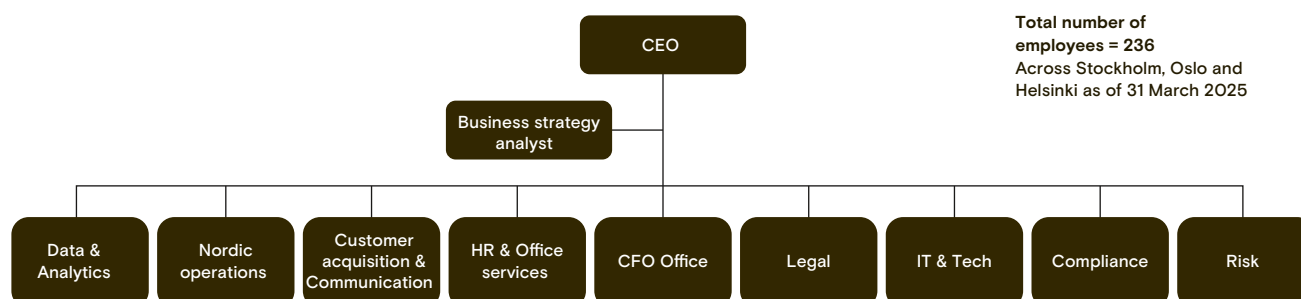 CEO
Total number of
employees = 236
Across Stockholm, Oslo and
Helsinki as of 31 March 2025
Business strategy
analyst
Data &
Analytics
Nordic
operations
Customer
acquisition &
Communication
HR & Office
services
CFO Office
Legal
IT & Tech
Compliance
Risk